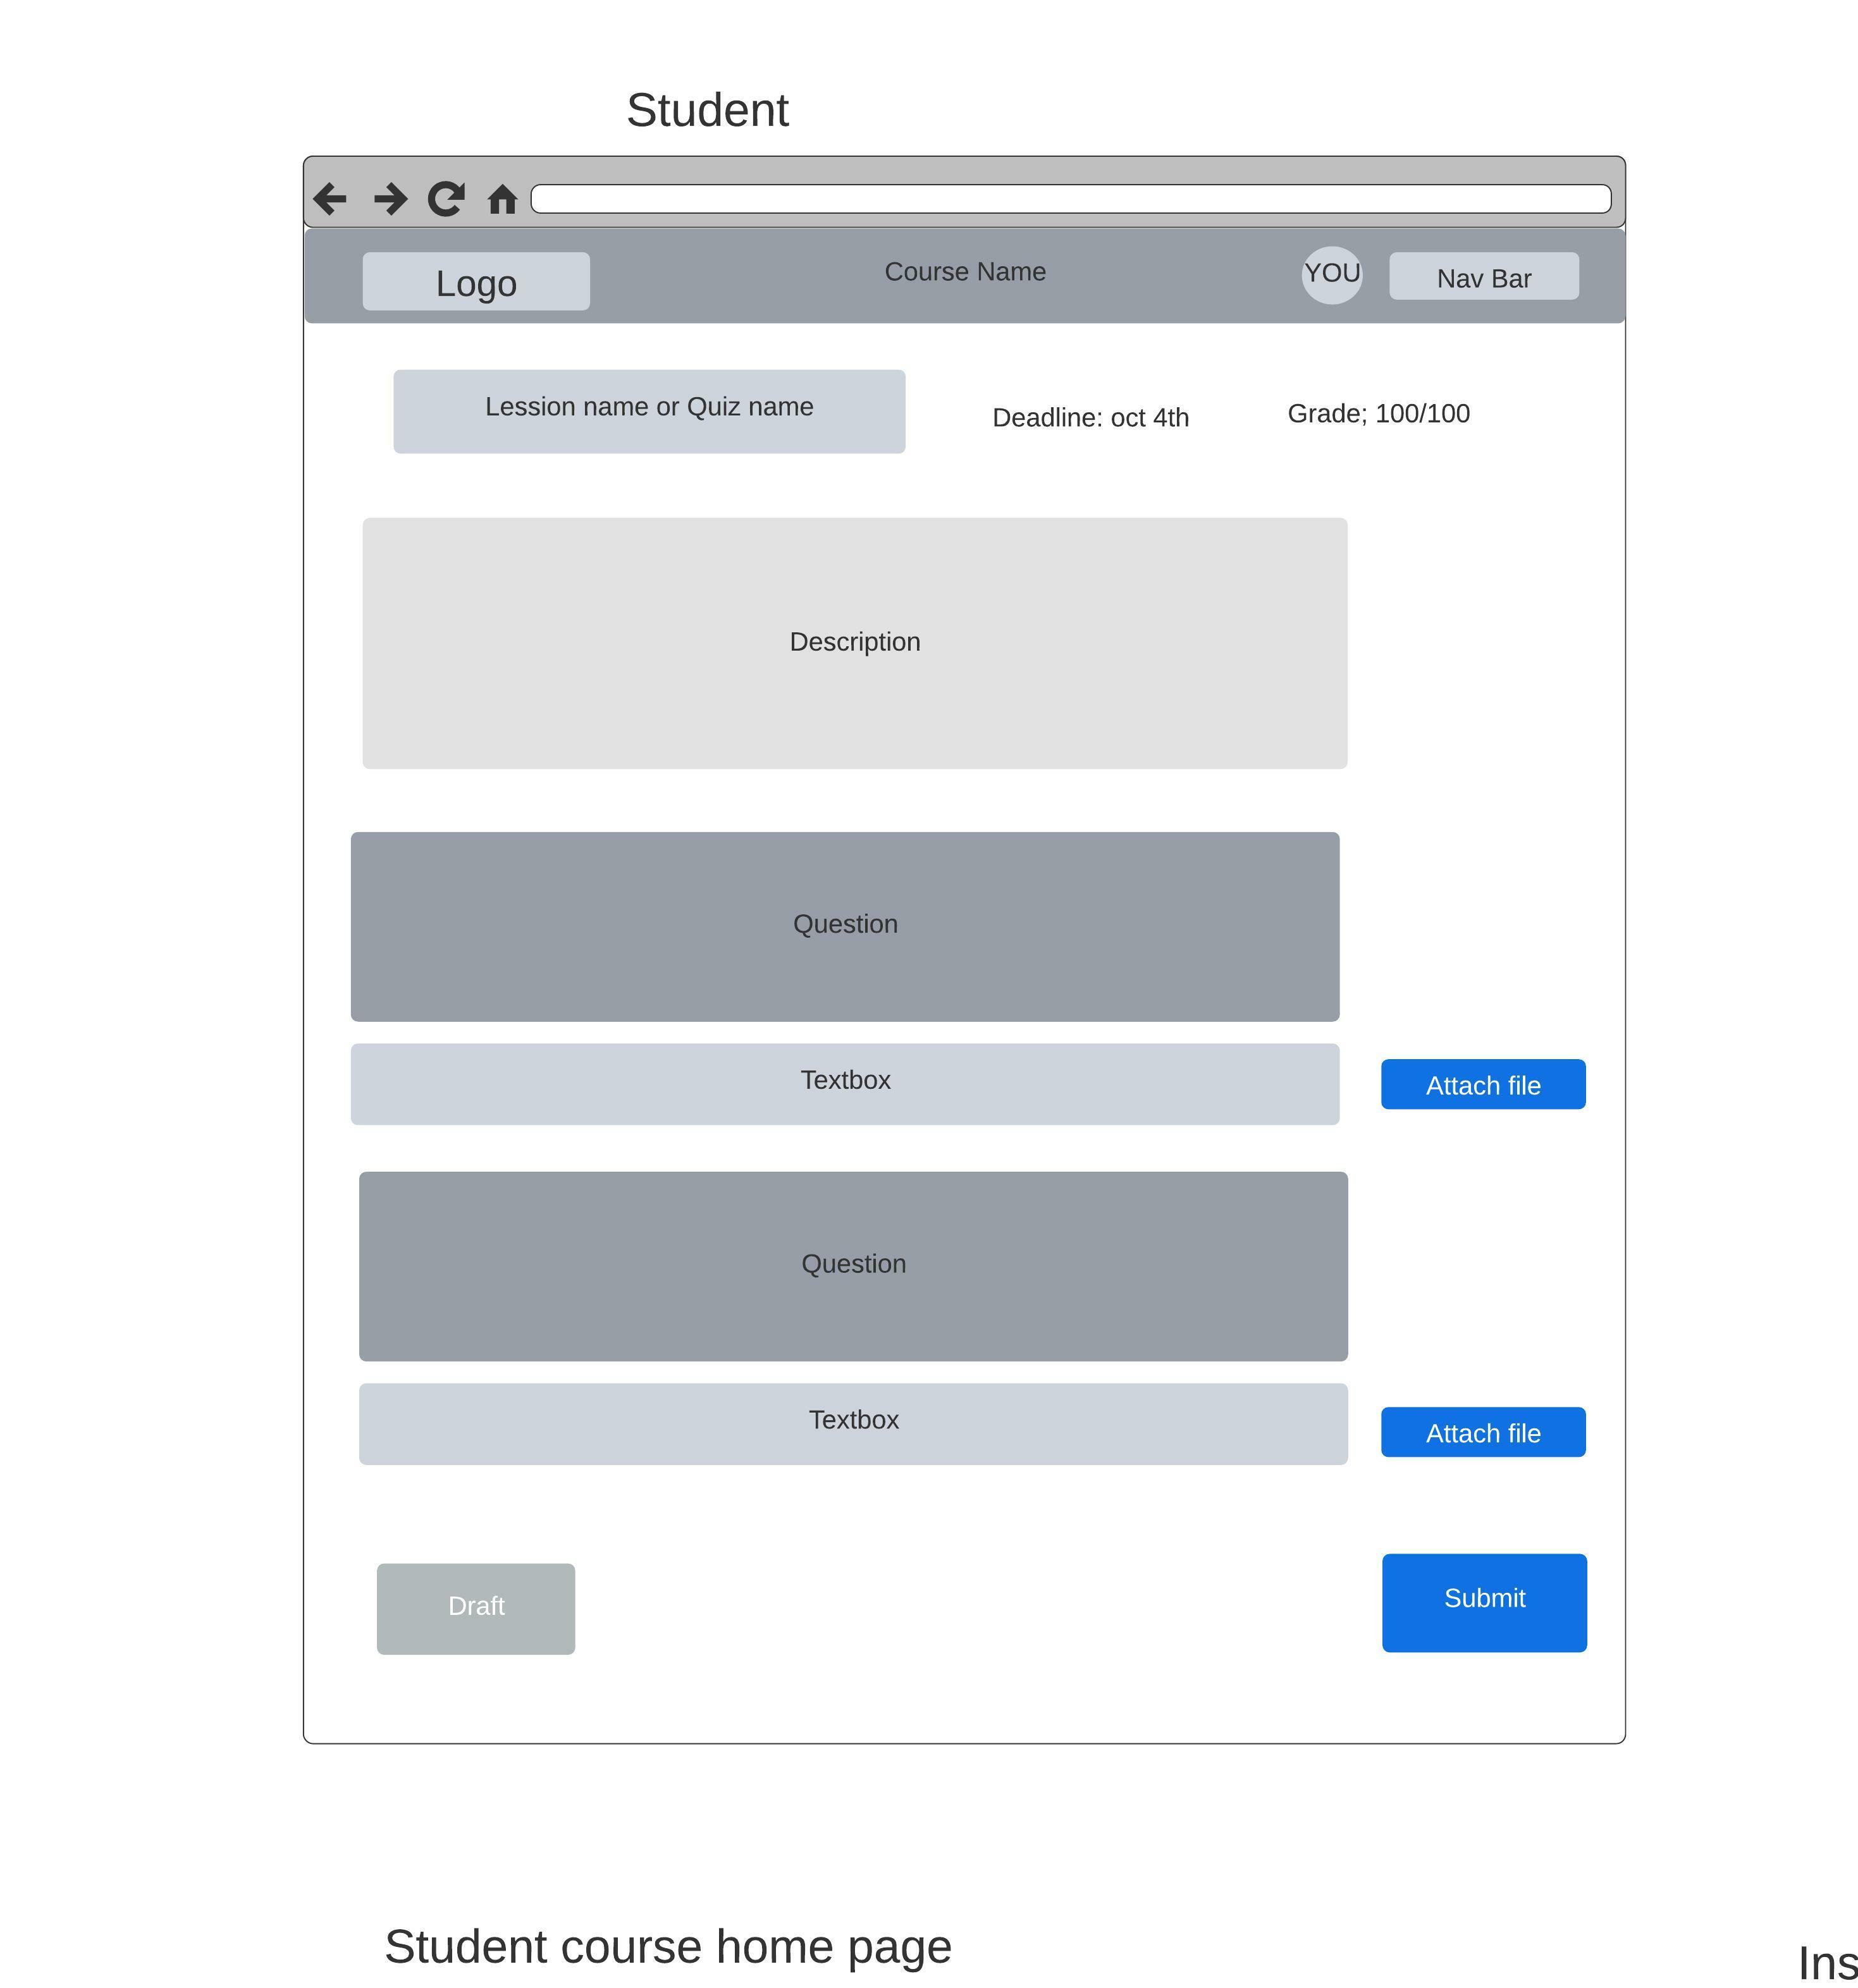 Student
Logo
Course Name
YOU
Nav Bar
Lession name or Quiz name
Deadline: oct 4th
Grade; 100/100
Description
Question
Textbox
Attach file
Question
Textbox
Attach file
Draft
Submit
Student course home page
Ins